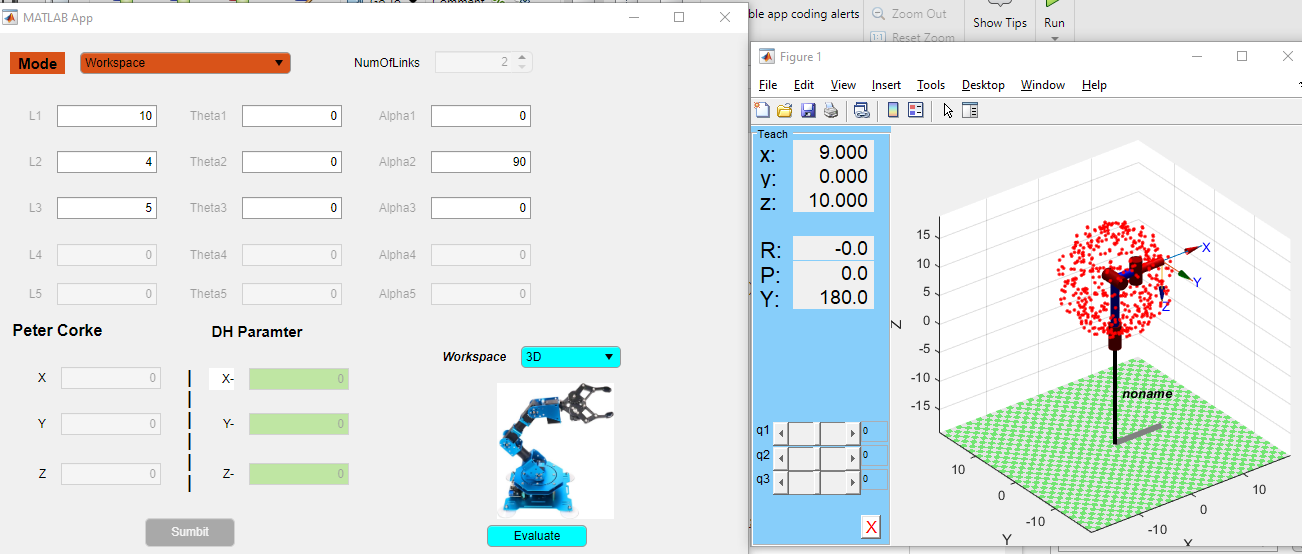 MATLAB App
Mode Workspace NumOfLinks 2
L1 10 Theta1 0 Alpha1 0
L2 4 Theta2 0 Alpha2 90
L3 5 Theta3 0 Alpha3 0
L4 0 Theta4 0 Alpha4 0
L5 0 Theta5 0 Alpha5 0
Peter Corke DH Paramter
Workspace 3D
X 0 X- 0
Y 0 Y- 0
Z 0 Z- 0
Sumbit
Evaluate
ble app coding alerts
Zoom Out
Reset Zoom
Show Tips
Run
Figure 1
File Edit View Insert Tools Desktop Window Help
Teach
x: 9.000
y: 0.000
z: 10.000
R: -0.0
P: 0.0
Y: 180.0
q1 0
q2 0
q3 0
X
15
10
5
0
-5
-10
-15
Z
X
Y
Z
noname
10
0
-10
Y
10
0
-10
X